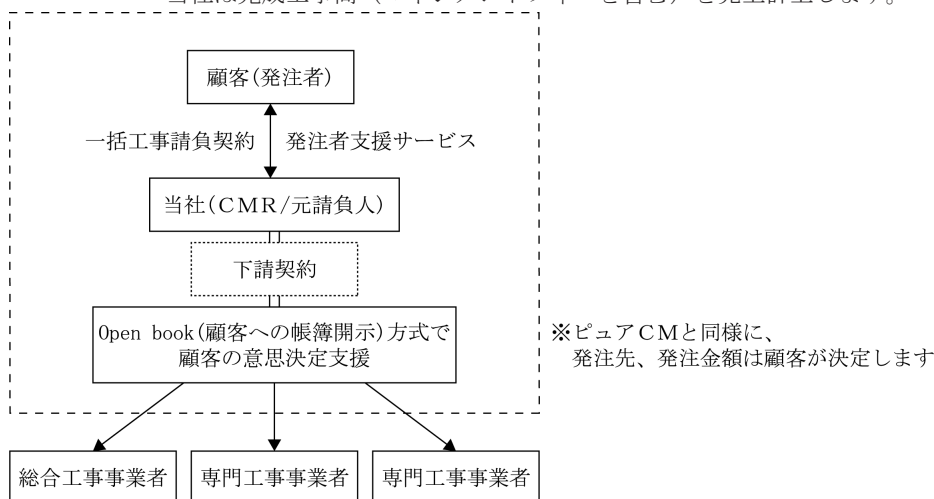 顧客(発注者)
一括工事請負契約
発注者支援サービス
当社(CMR/元請負人)
下請契約
Open book(顧客への帳簿開示)方式で
顧客の意思決定支援
※ピュアCMと同様に、
発注先、発注金額は顧客が決定します
総合工事事業者
専門工事事業者
専門工事事業者